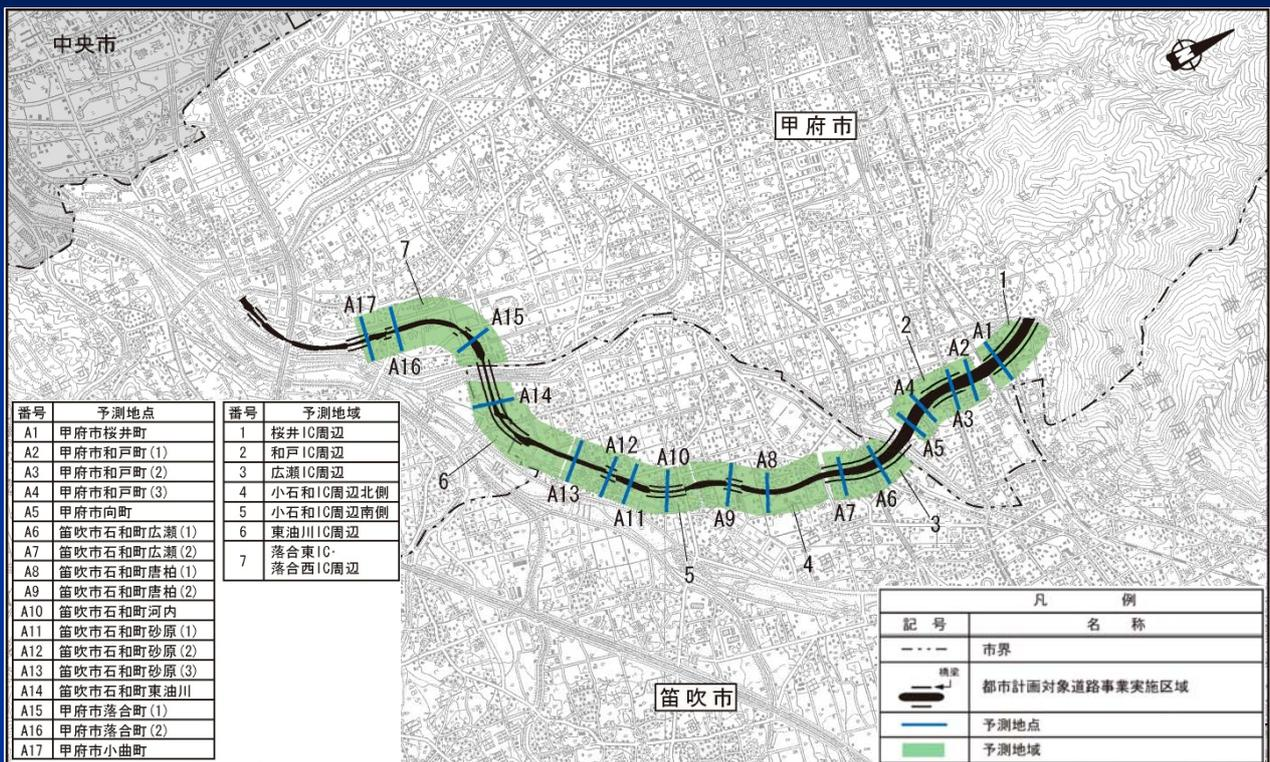 中央市
甲府市
7
A17
A16
A15
A14
6
A13
A12
A11
A10
5
A9
A8
4
A7
A6
3
A5
A4
2
A3
A2
A1
1
笛吹市
番号 予測地点
A1 甲府市桜井町
A2 甲府市和戸町(1)
A3 甲府市和戸町(2)
A4 甲府市和戸町(3)
A5 甲府市向町
A6 笛吹市石和町広瀬(1)
A7 笛吹市石和町広瀬(2)
A8 笛吹市石和町唐柏(1)
A9 笛吹市石和町唐柏(2)
A10 笛吹市石和町河内
A11 笛吹市石和町砂原(1)
A12 笛吹市石和町砂原(2)
A13 笛吹市石和町砂原(3)
A14 笛吹市石和町東油川
A15 甲府市落合町(1)
A16 甲府市落合町(2)
A17 甲府市小曲町
番号 予測地域
1 桜井IC周辺
2 和戸IC周辺
3 広瀬IC周辺
4 小石和IC周辺北側
5 小石和IC周辺南側
6 東油川IC周辺
7 落合東IC・
落合西IC周辺
凡 例
記 号 名 称
市界
橋梁
都市計画対象道路事業実施区域
予測地点
予測地域